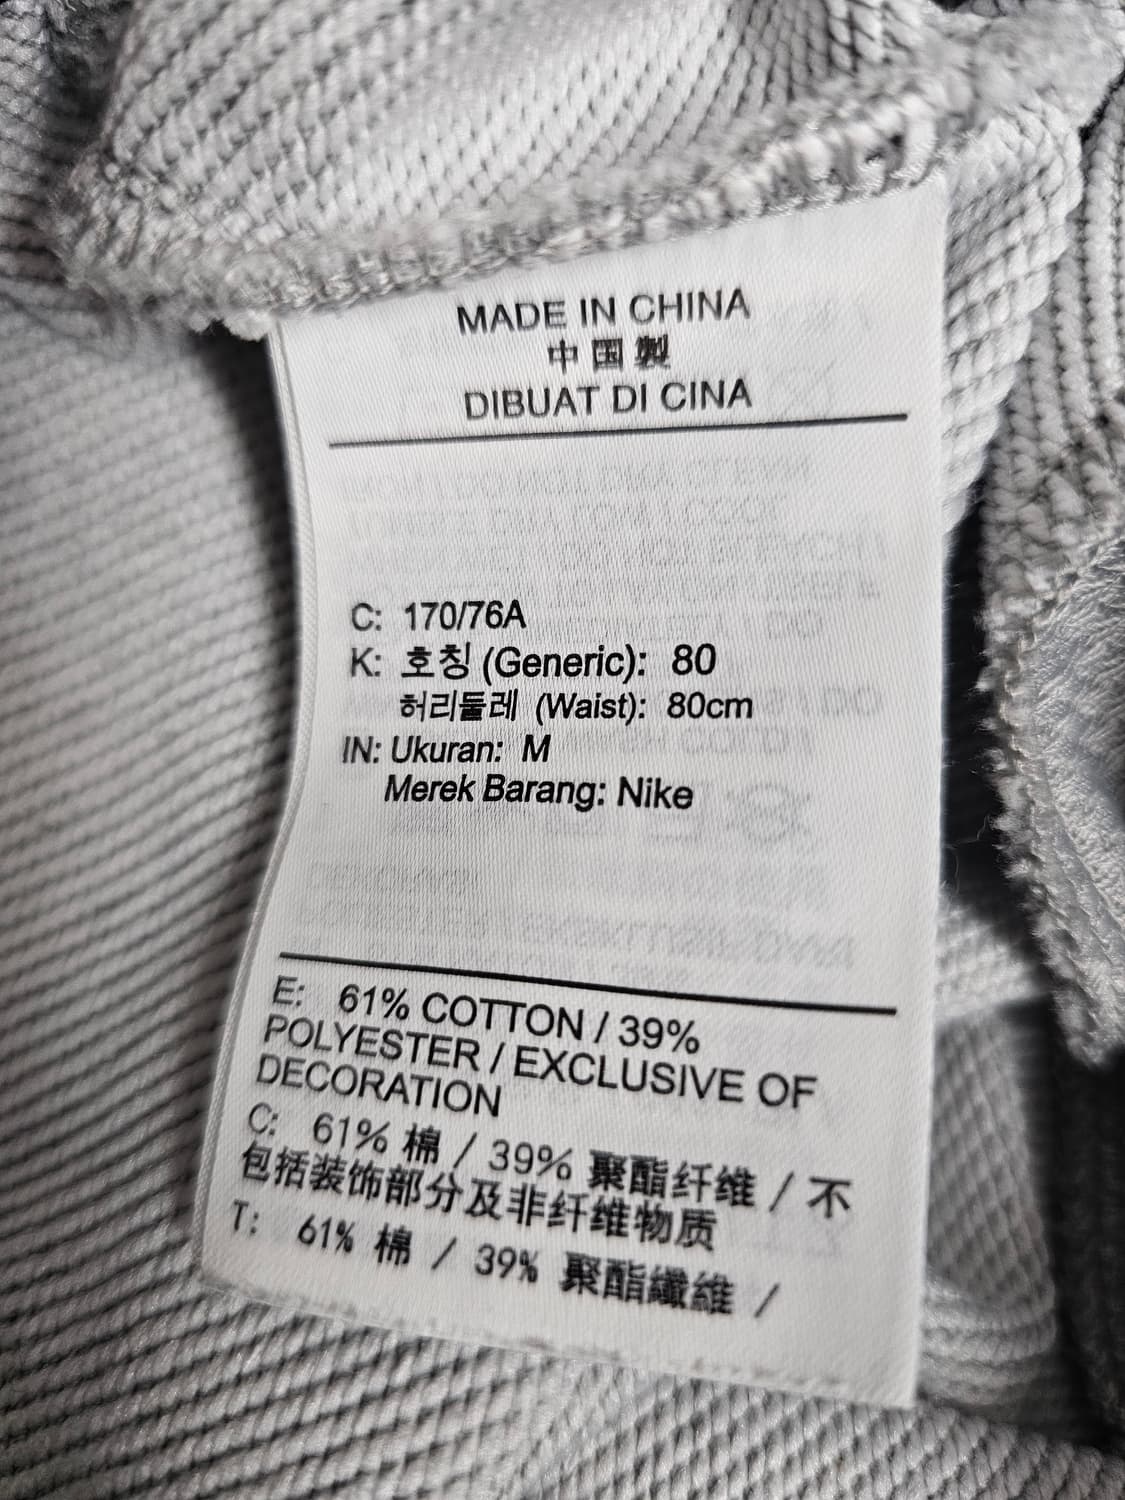 MADE IN CHINA
中国製
DIBUAT DI CINA
C: 170/76A
K: 호칭 (Generic): 80
허리둘레 (Waist): 80cm
IN: Ukuran: M
Merek Barang: Nike
E: 61% COTTON / 39%
POLYESTER / EXCLUSIVE OF
DECORATION
C: 61% 棉 / 39% 聚酯纤维 / 不
包括装饰部分及非纤维物质
T: 61% 棉 / 39% 聚酯纖維 /